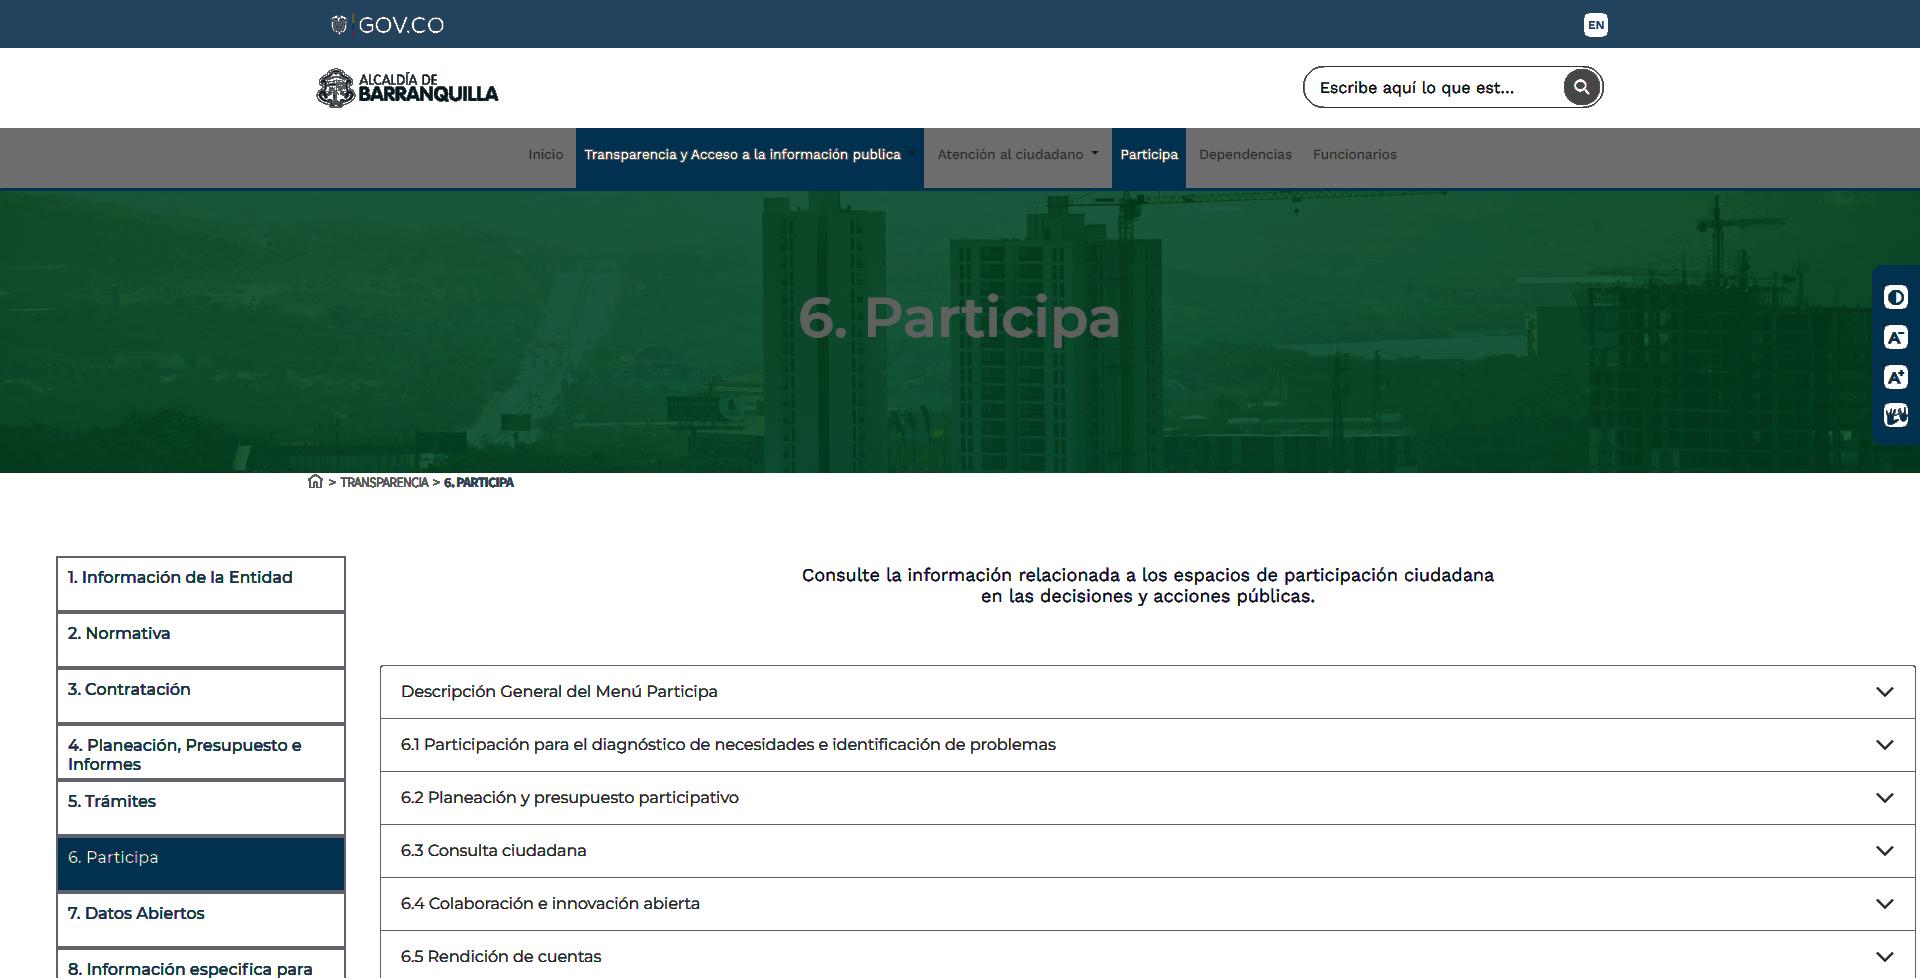 GOV.CO
EN
ALCALDÍA DE
BARRANQUILLA
Escribe aquí lo que est...
Inicio
Transparencia y Acceso a la información publica
Atención al ciudadano
Participa
Dependencias
Funcionarios
6. Participa
A-
A+
> TRANSPARENCIA > 6. PARTICIPA
1. Información de la Entidad
2. Normativa
3. Contratación
4. Planeación, Presupuesto e
Informes
5. Trámites
6. Participa
7. Datos Abiertos
8. Información especifica para
Consulte la información relacionada a los espacios de participación ciudadana
en las decisiones y acciones públicas.
Descripción General del Menú Participa
6.1 Participación para el diagnóstico de necesidades e identificación de problemas
6.2 Planeación y presupuesto participativo
6.3 Consulta ciudadana
6.4 Colaboración e innovación abierta
6.5 Rendición de cuentas